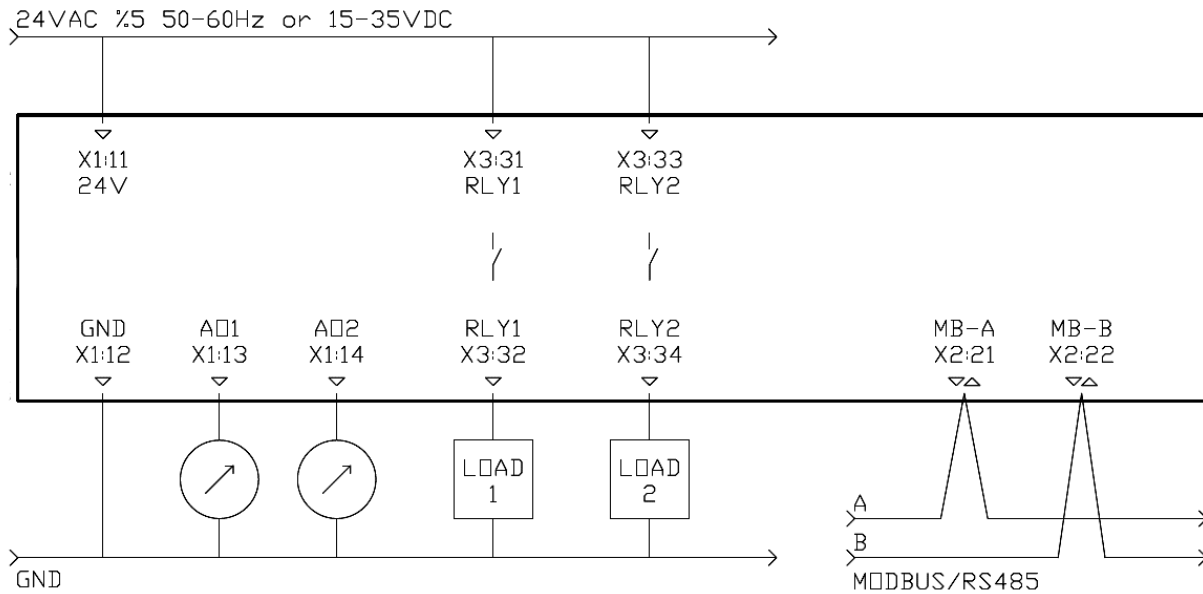 24VAC %5 50-60Hz or 15-35VDC
X1:11 X3:31 X3:33
24V RLY1 RLY2
GND AO1 AO2 RLY1 RLY2 MB-A MB-B
X1:12 X1:13 X1:14 X3:32 X3:34 X2:21 X2:22
LOAD LOAD
1 2
A
B
GND MODBUS/RS485